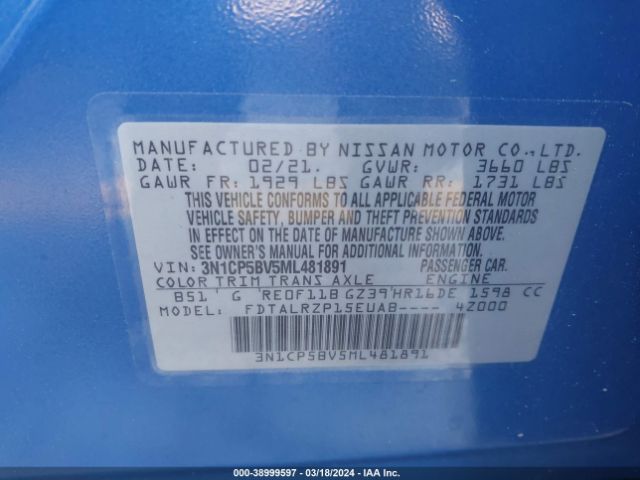 MANUFACTURED BY NISSAN MOTOR CO.,LTD.
DATE: 02/21. GVWR: 3660 LBS
GAWR FR: 1929 LBS GAWR RR: 1731 LBS
THIS VEHICLE CONFORMS TO ALL APPLICABLE FEDERAL MOTOR
VEHICLE SAFETY, BUMPER AND THEFT PREVENTION STANDARDS
IN EFFECT ON THE DATE OF MANUFACTURE SHOWN ABOVE.
SEE OWNER'S MANUAL FOR ADDITIONAL INFORMATION
VIN: 3N1CP5BV5ML481891 PASSENGER CAR.
COLOR TRIM TRANS AXLE ENGINE
B51 G RE0F11B GZ39 HR16DE 1598 CC
MODEL: FDTALRZP15EUAB---- 4Z000
3N1CP5BV5ML481891
000-38999597 - 03/18/2024 - IAA Inc.